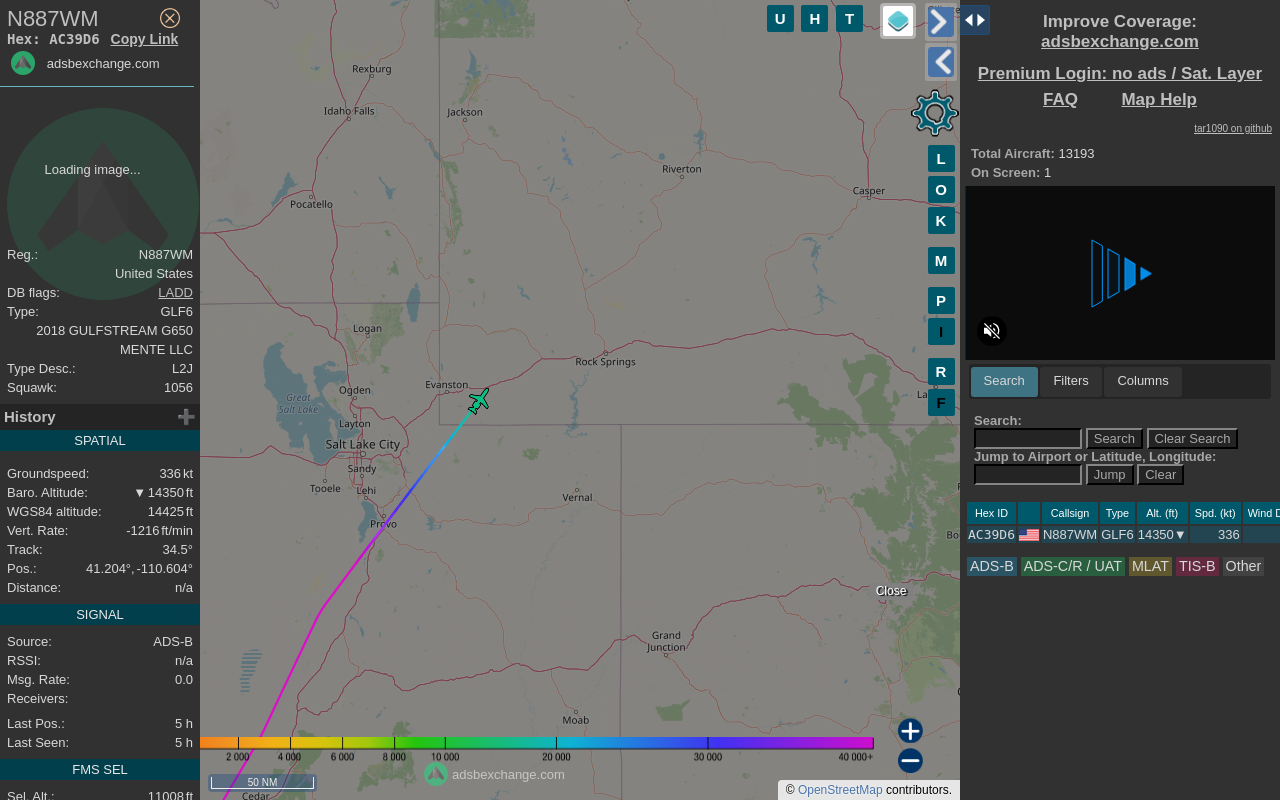 N887WM
Hex: AC39D6 Copy Link
adsbexchange.com
Loading image...
Reg.: N887WM
United States
DB flags: LADD
Type: GLF6
2018 GULFSTREAM G650
MENTE LLC
Type Desc.: L2J
Squawk: 1056
History
SPATIAL
Groundspeed: 336 kt
Baro. Altitude: ▼ 14350 ft
WGS84 altitude: 14425 ft
Vert. Rate: -1216 ft/min
Track: 34.5°
Pos.: 41.204°, -110.604°
Distance: n/a
SIGNAL
Source: ADS-B
RSSI: n/a
Msg. Rate: 0.0
Receivers:
Last Pos.: 5 h
Last Seen: 5 h
FMS SEL
Sel. Alt.: 11008 ft
U H T
L
O
K
M
P
I
R
F
Rexburg
Idaho Falls
Jackson
Riverton
Casper
Pocatello
Logan
Rock Springs
Evanston
Ogden
Great
Salt Lake
Layton
Salt Lake City
Sandy
Tooele
Lehi
Vernal
Provo
Close
Grand
Junction
Moab
Cedar
2 000 4 000 6 000 8 000 10 000 20 000 30 000 40 000+
adsbexchange.com
50 NM
© OpenStreetMap contributors.
Improve Coverage:
adsbexchange.com
Premium Login: no ads / Sat. Layer
FAQ Map Help
tar1090 on github
Total Aircraft: 13193
On Screen: 1
Search Filters Columns
Search:
Search Clear Search
Jump to Airport or Latitude, Longitude:
Jump Clear
Hex ID Callsign Type Alt. (ft) Spd. (kt) Wind D
AC39D6 N887WM GLF6 14350▼ 336
ADS-B ADS-C/R / UAT MLAT TIS-B Other